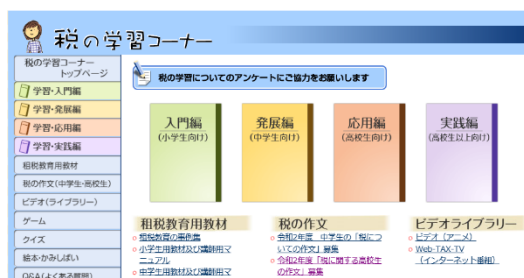 税の学習コーナー
税の学習コーナー
トップページ
学習・入門編
学習・発展編
学習・応用編
学習・実践編
租税教育用教材
税の作文(中学生・高校生)
ビデオ(ライブラリー)
ゲーム
クイズ
絵本・かみしばい
Q&A(よくある質問)
税の学習についてのアンケートにご協力をお願いします
入門編
(小学生向け)
発展編
(中学生向け)
応用編
(高校生向け)
実践編
(高校生以上向け)
租税教育用教材
租税教育の事例集
小学生用教材及び講師用マ
ニュアル
中学生用教材及び講師用マ
税の作文
令和2年度 中学生の「税につ
いての作文」募集
令和2年度「税に関する高校生
の作文」募集
ビデオライブラリー
ビデオ(アニメ)
Web-TAX-TV
(インターネット番組)